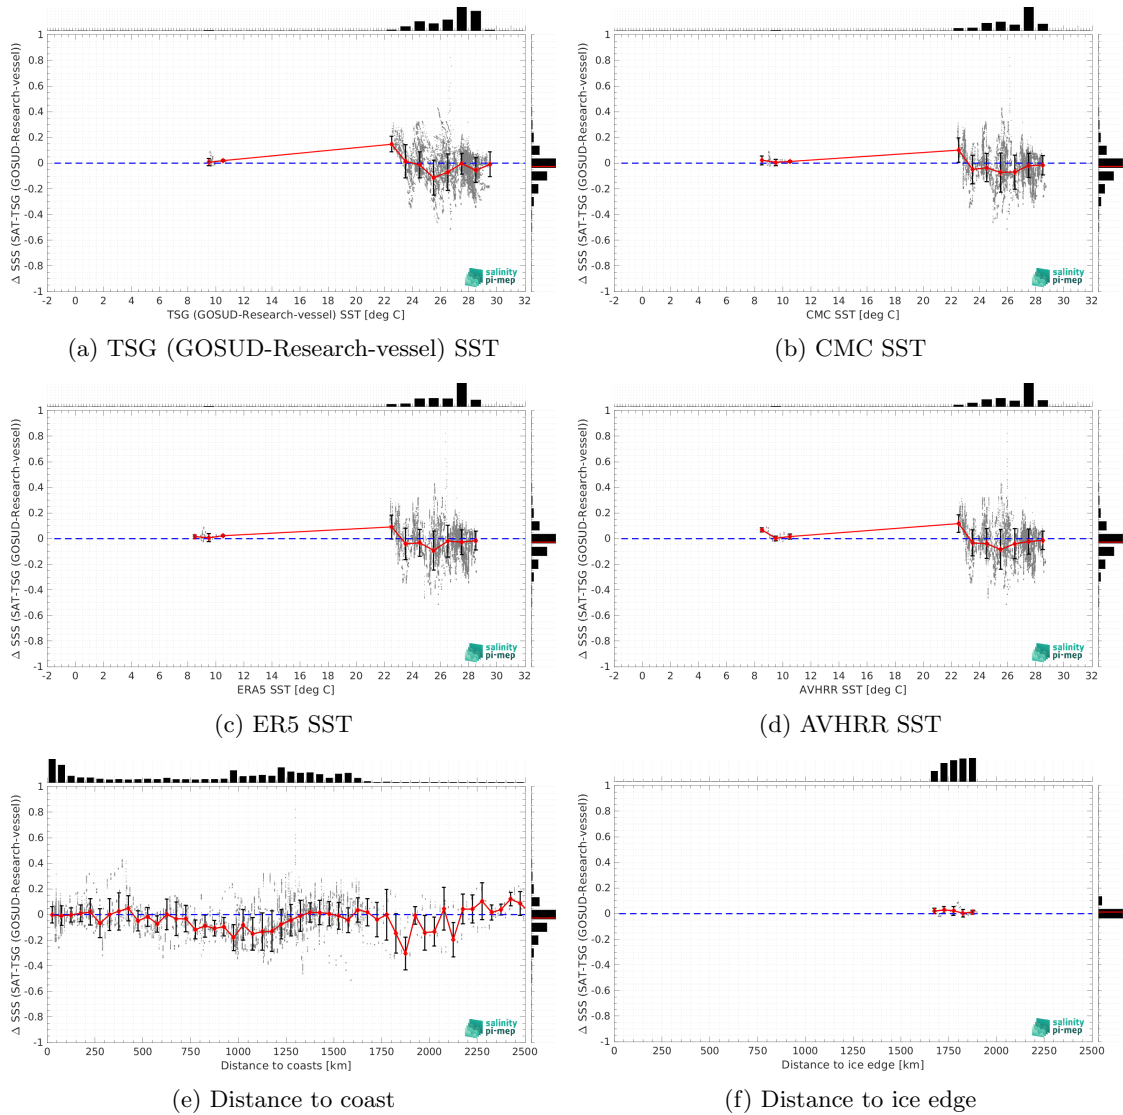 1
0.8
0.6
0.4
0.2
0
-0.2
-0.4
-0.6
-0.8
-1
Δ SSS (SAT-TSG (GOSUD-Research-vessel))
-2 0 2 4 6 8 10 12 14 16 18 20 22 24 26 28 30 32
TSG (GOSUD-Research-vessel) SST [deg C]
salinity
pi-mep
(a) TSG (GOSUD-Research-vessel) SST
1
0.8
0.6
0.4
0.2
0
-0.2
-0.4
-0.6
-0.8
-1
Δ SSS (SAT-TSG (GOSUD-Research-vessel))
-2 0 2 4 6 8 10 12 14 16 18 20 22 24 26 28 30 32
CMC SST [deg C]
salinity
pi-mep
(b) CMC SST
1
0.8
0.6
0.4
0.2
0
-0.2
-0.4
-0.6
-0.8
-1
Δ SSS (SAT-TSG (GOSUD-Research-vessel))
-2 0 2 4 6 8 10 12 14 16 18 20 22 24 26 28 30 32
ERA5 SST [deg C]
salinity
pi-mep
(c) ER5 SST
1
0.8
0.6
0.4
0.2
0
-0.2
-0.4
-0.6
-0.8
-1
Δ SSS (SAT-TSG (GOSUD-Research-vessel))
-2 0 2 4 6 8 10 12 14 16 18 20 22 24 26 28 30 32
AVHRR SST [deg C]
salinity
pi-mep
(d) AVHRR SST
1
0.8
0.6
0.4
0.2
0
-0.2
-0.4
-0.6
-0.8
-1
Δ SSS (SAT-TSG (GOSUD-Research-vessel))
0 250 500 750 1000 1250 1500 1750 2000 2250 2500
Distance to coasts [km]
salinity
pi-mep
(e) Distance to coast
1
0.8
0.6
0.4
0.2
0
-0.2
-0.4
-0.6
-0.8
-1
Δ SSS (SAT-TSG (GOSUD-Research-vessel))
0 250 500 750 1000 1250 1500 1750 2000 2250 2500
Distance to ice edge [km]
salinity
pi-mep
(f) Distance to ice edge